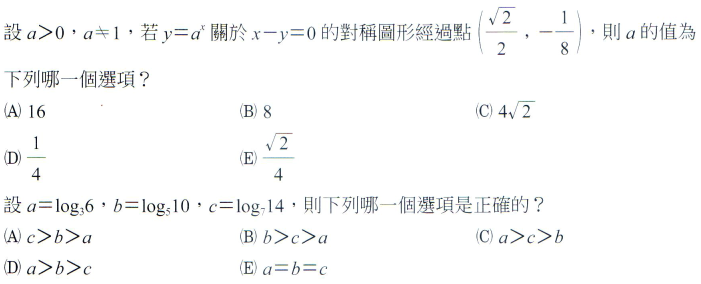 設 a＞0，a≠1，若 y＝aˣ 關於 x－y＝0 的對稱圖形經過點 (√2/2，－1/8)，則 a 的值為
下列哪一個選項？
(A) 16 (B) 8 (C) 4√2
(D) 1/4 (E) √2/4
設 a＝log₃6，b＝log₅10，c＝log₇14，則下列哪一個選項是正確的？
(A) c＞b＞a (B) b＞c＞a (C) a＞c＞b
(D) a＞b＞c (E) a＝b＝c